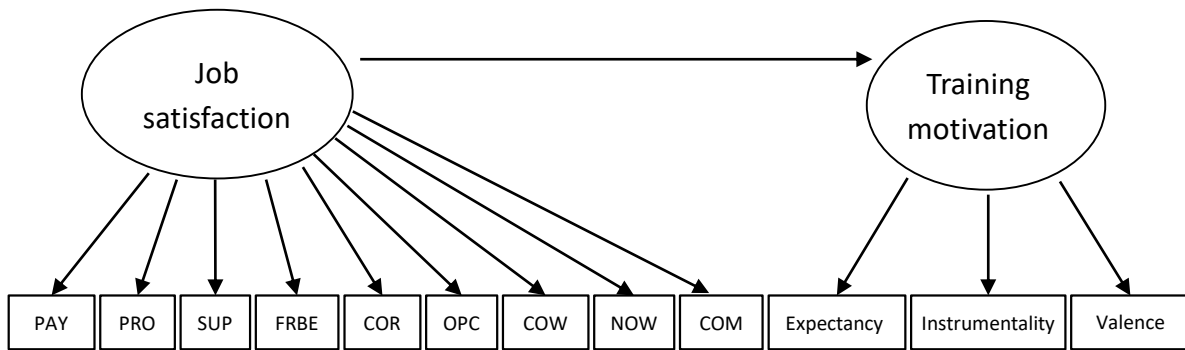 Job
satisfaction
Training
motivation
PAY
PRO
SUP
FRBE
COR
OPC
COW
NOW
COM
Expectancy
Instrumentality
Valence